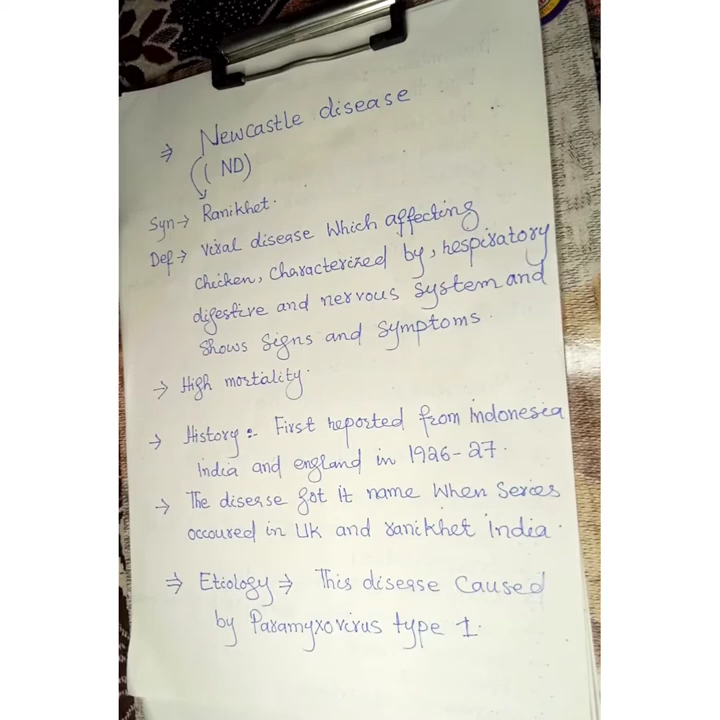 ⇒ Newcastle disease
(ND)
Syn→ Ranikhet.
Def→ viral disease which affecting
chicken, characterized by, respiratory
digestive and nervous system and
shows signs and symptoms.
→ High mortality.
→ History :- First reported from Indonesia
India and england in 1926-27.
→ The disease got it name when series
occoured in UK and ranikhet india.
⇒ Etiology ⇒ This disease caused
by Paramyxovirus type 1.